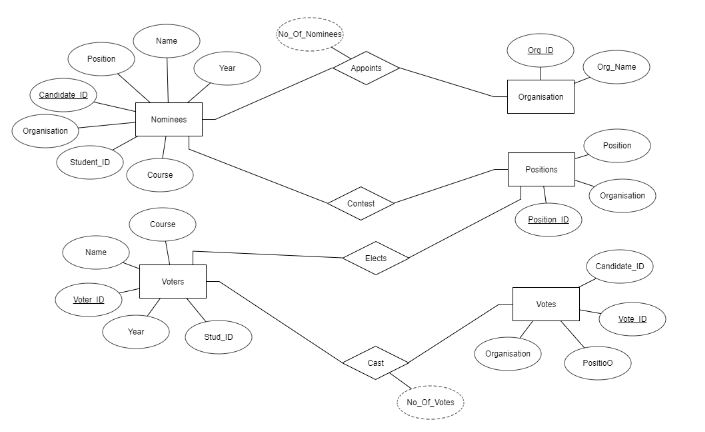 No_Of_Nominees
Name
Position
Org_ID
Year
Appoints
Org_Name
Candidate_ID
Organisation
Nominees
Organisation
Position
Student_ID
Positions
Course
Organisation
Contest
Position_ID
Course
Name
Elects
Candidate_ID
Voters
Voter_ID
Votes
Vote_ID
Year
Stud_ID
Organisation
Cast
PositioO
No_Of_Votes